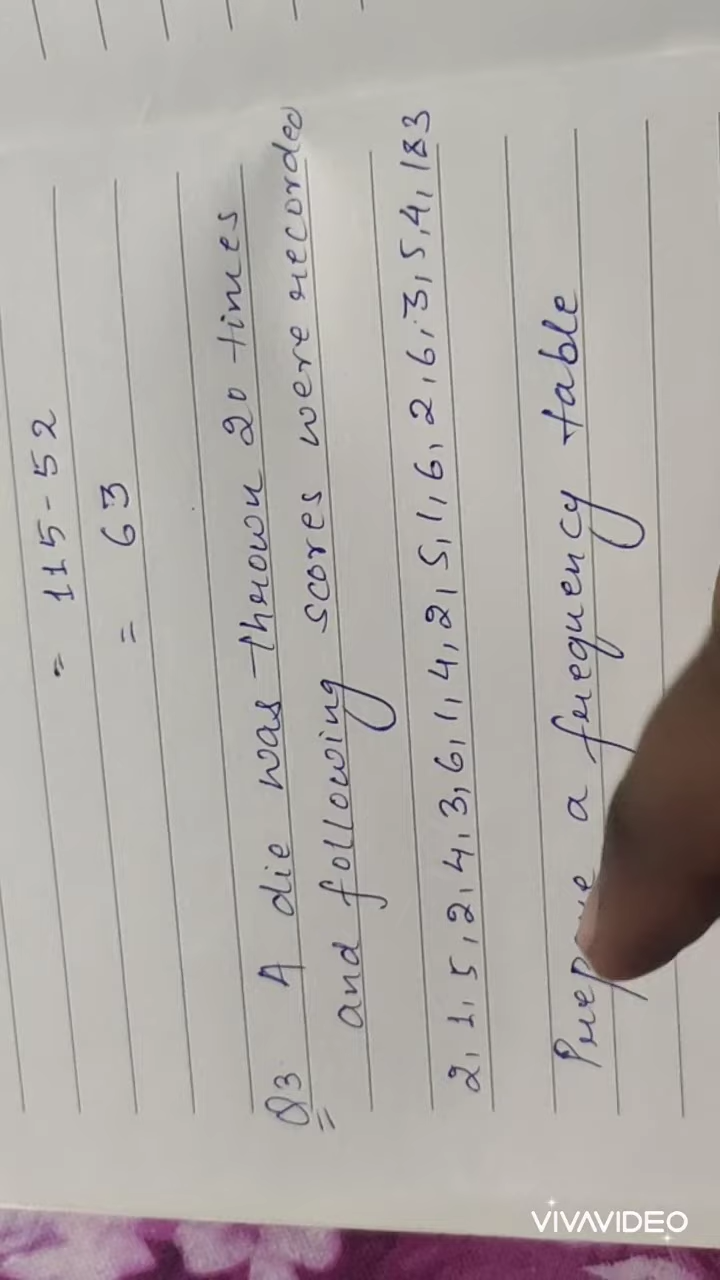 = 115-52
= 63
Q3. A die was thrown 20 times
and following scores were recorded
2,1,5,2,4,3,6,1,4,2,5,1,6,2,6,3,5,4,1&3
a frequency table
VIVAVIDEO